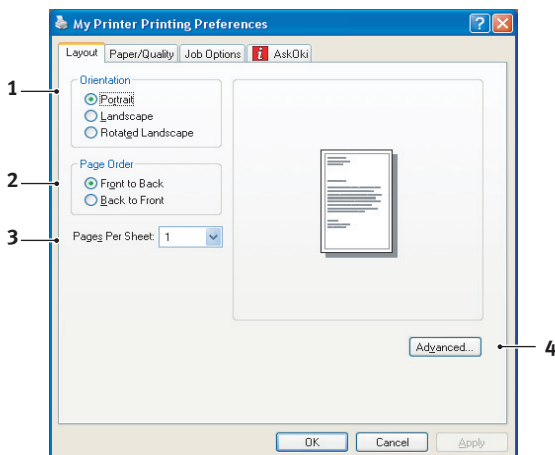 My Printer Printing Preferences
Layout Paper/Quality Job Options i AskOki
1
Orientation
Portrait
Landscape
Rotated Landscape
2
Page Order
Front to Back
Back to Front
3
Pages Per Sheet: 1
Advanced...
4
OK Cancel Apply